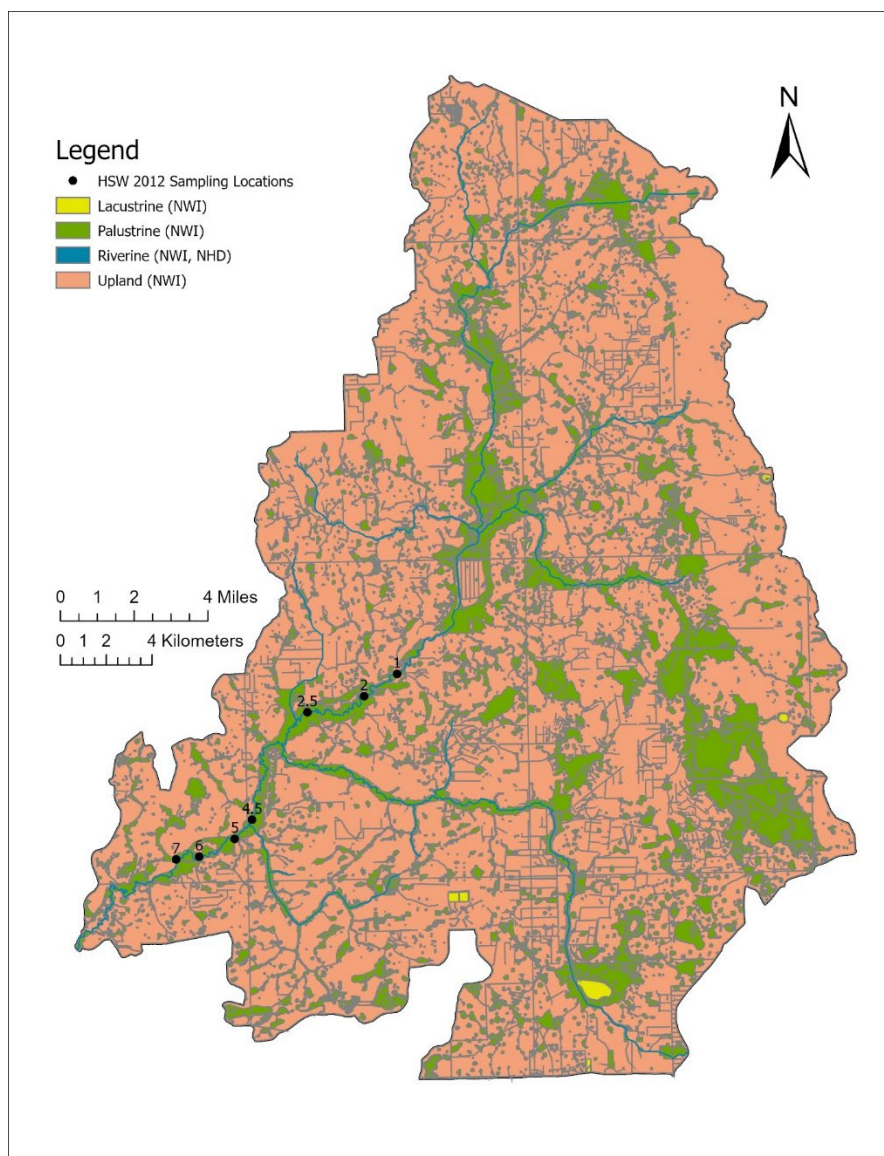 N
Legend
HSW 2012 Sampling Locations
Lacustrine (NWI)
Palustrine (NWI)
Riverine (NWI, NHD)
Upland (NWI)
0 1 2 4 Miles
0 1 2 4 Kilometers
1
2
2.5
4.5
5
6
7